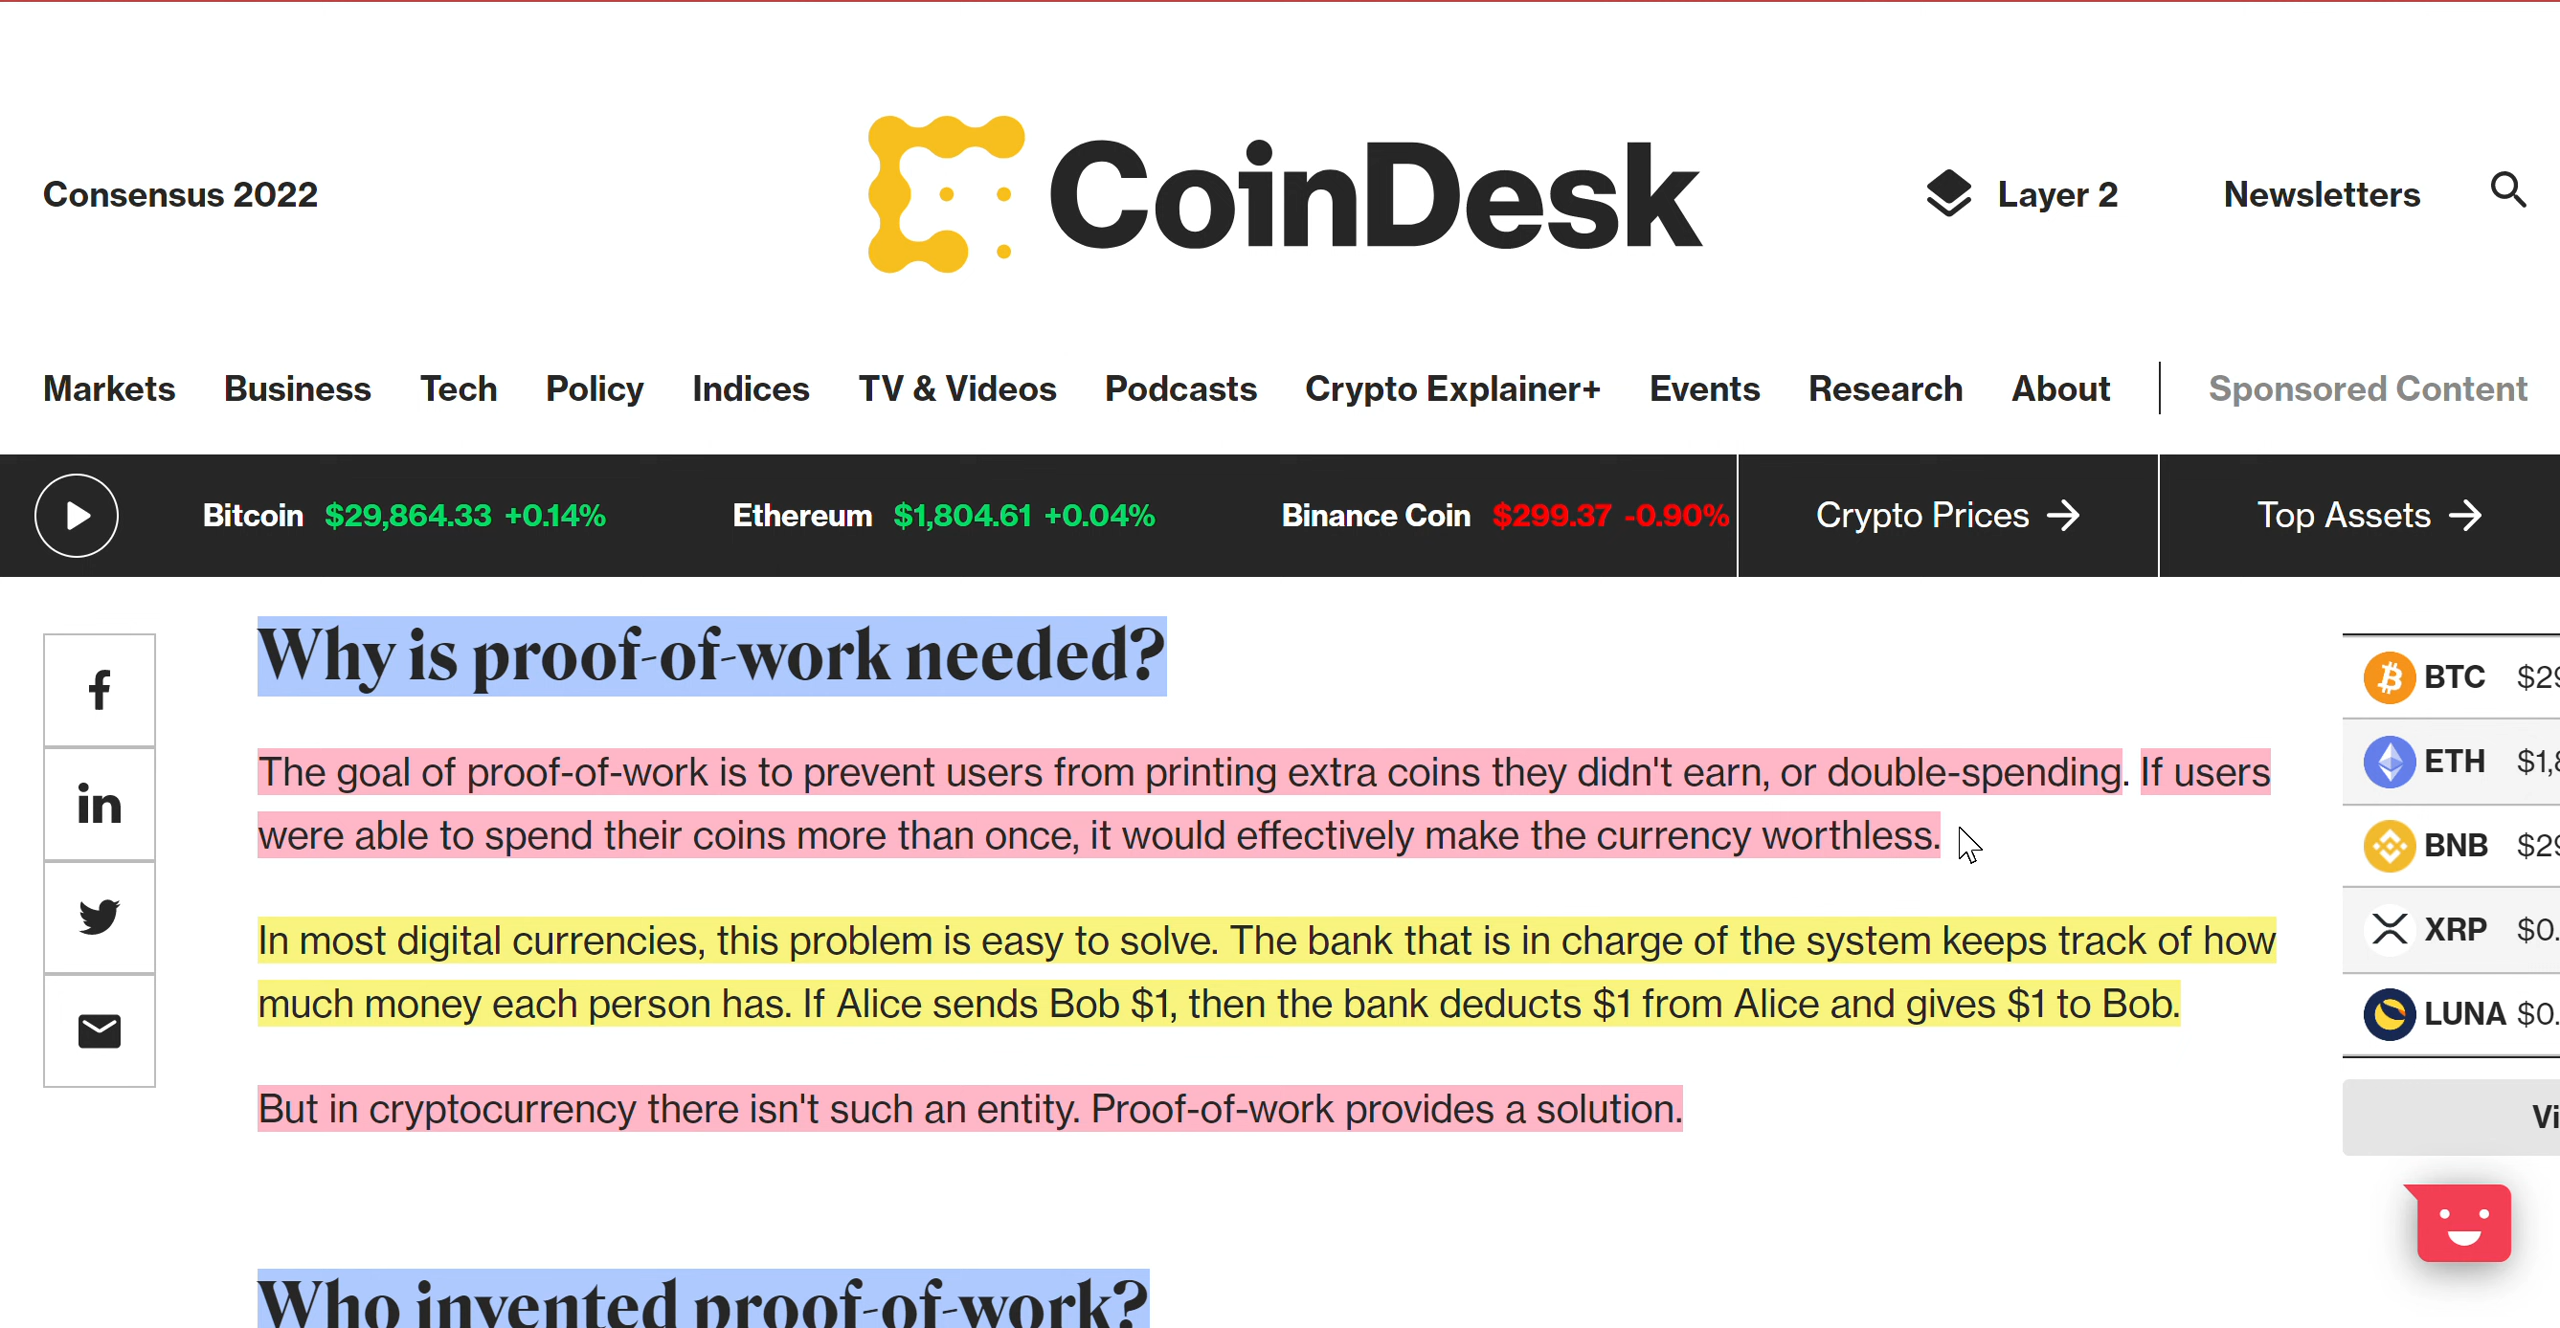 Consensus 2022
CoinDesk
Layer 2
Newsletters
Markets Business Tech Policy Indices TV & Videos Podcasts Crypto Explainer+ Events Research About Sponsored Content
Bitcoin $29,864.33 +0.14% Ethereum $1,804.61 +0.04% Binance Coin $299.37 -0.90% Crypto Prices → Top Assets →
Why is proof-of-work needed?
The goal of proof-of-work is to prevent users from printing extra coins they didn't earn, or double-spending. If users
were able to spend their coins more than once, it would effectively make the currency worthless.
In most digital currencies, this problem is easy to solve. The bank that is in charge of the system keeps track of how
much money each person has. If Alice sends Bob $1, then the bank deducts $1 from Alice and gives $1 to Bob.
But in cryptocurrency there isn't such an entity. Proof-of-work provides a solution.
Who invented proof-of-work?
BTC
ETH
BNB
XRP
LUNA